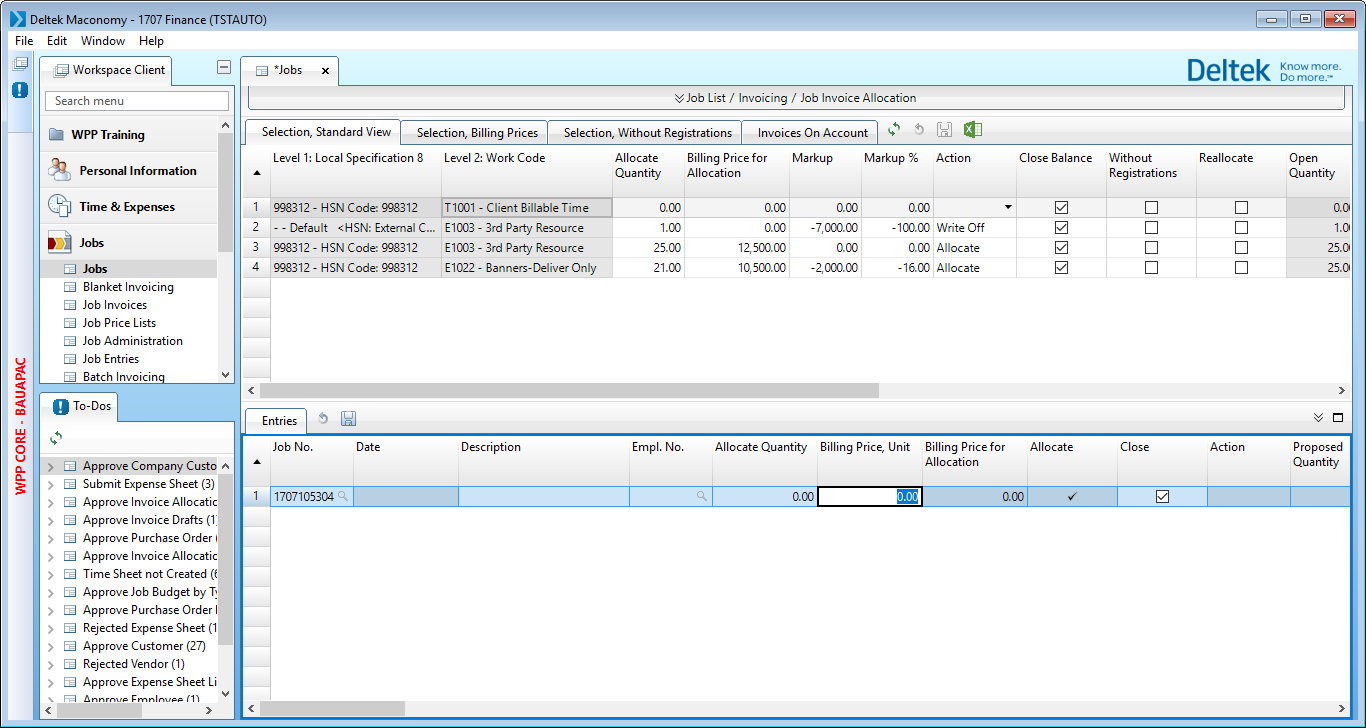 Deltek Maconomy - 1707 Finance (TSTAUTO)
File Edit Window Help
WPP CORE - BAUAPAC
Workspace Client
Search menu
WPP Training
Personal Information
Time & Expenses
Jobs
Jobs
Blanket Invoicing
Job Invoices
Job Price Lists
Job Administration
Job Entries
Batch Invoicing
To-Dos
Approve Company Custo
Submit Expense Sheet (3)
Approve Invoice Allocatic
Approve Invoice Drafts (1
Approve Purchase Order (
Approve Invoice Allocatic
Time Sheet not Created (6
Approve Job Budget by Ty
Approve Purchase Order
Rejected Expense Sheet (1
Approve Customer (27)
Rejected Vendor (1)
Approve Expense Sheet Li
Approve Employee (1)
*Jobs
Deltek Know more.
Do more.™
Job List / Invoicing / Job Invoice Allocation
Selection, Standard View Selection, Billing Prices Selection, Without Registrations Invoices On Account
Level 1: Local Specification 8 Level 2: Work Code Allocate Quantity Billing Price for Allocation Markup Markup % Action Close Balance Without Registrations Reallocate Open Quantity
1 998312 - HSN Code: 998312 T1001 - Client Billable Time 0.00 0.00 0.00 0.00 0.00
2 - - Default <HSN: External C... E1003 - 3rd Party Resource 1.00 0.00 -7,000.00 -100.00 Write Off 1.00
3 998312 - HSN Code: 998312 E1003 - 3rd Party Resource 25.00 12,500.00 0.00 0.00 Allocate 25.00
4 998312 - HSN Code: 998312 E1022 - Banners-Deliver Only 21.00 10,500.00 -2,000.00 -16.00 Allocate 25.00
Entries
Job No. Date Description Empl. No. Allocate Quantity Billing Price, Unit Billing Price for Allocation Allocate Close Action Proposed Quantity
1 1707105304 0.00 0.00 0.00